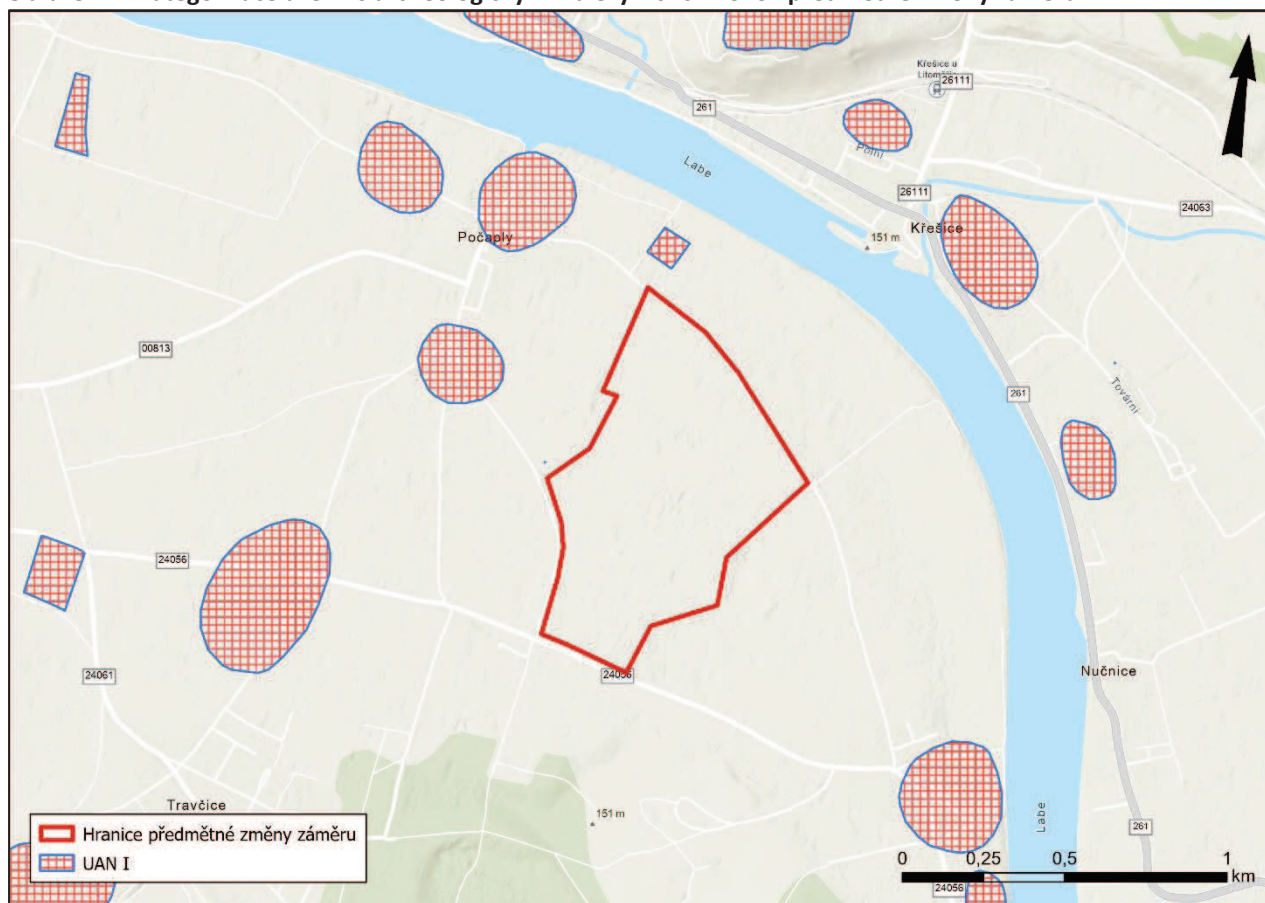 Křešice u
26111
261
Labe
Polní
26111
24063
Počaply
Křešice
151 m
00813
261
Tovární
24056
24061
24056
Nučnice
Travčice
151 m
Labe
261
Hranice předmětné změny záměru
UAN I
0 0,25 0,5 1
km
24056